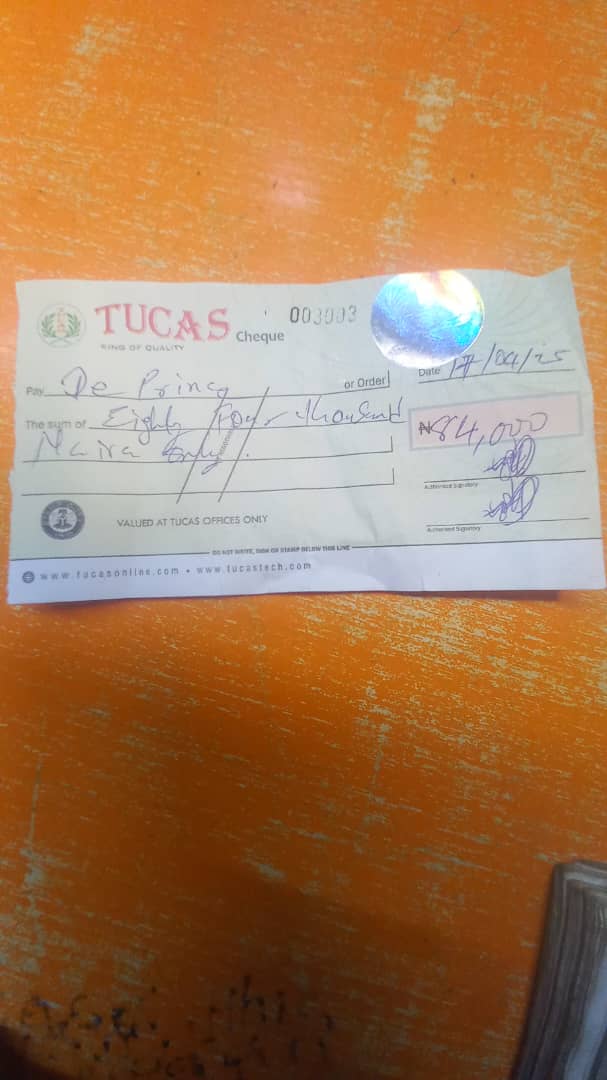 TUCAS
KING OF QUALITY
Cheque
003003
Date 17/04/25
Pay De Prince or Order
The sum of Eighty Four thousand
Naira Only.
₦84,000
Authorised Signatory
Authorised Signatory
VALUED AT TUCAS OFFICES ONLY
DO NOT WRITE, SIGN OR STAMP BELOW THIS LINE
www.tucasonline.com • www.tucastech.com